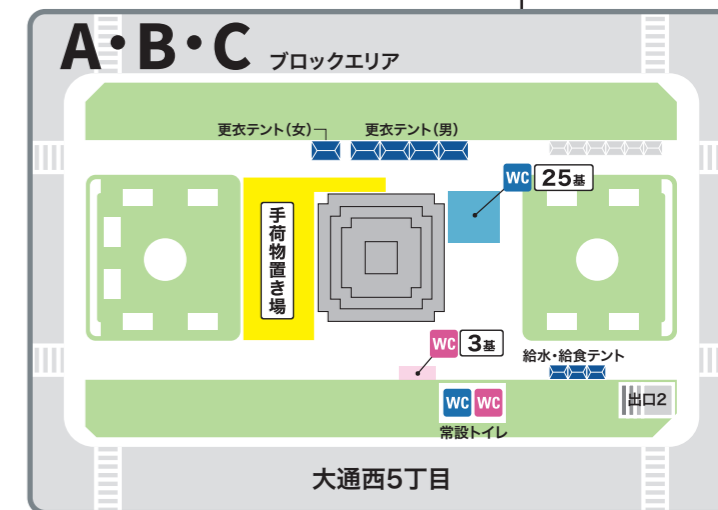 A・B・C ブロックエリア
更衣テント(女)
更衣テント(男)
WC 25基
手荷物置き場
WC 3基
給水・給食テント
WC WC
常設トイレ
出口2
大通西5丁目